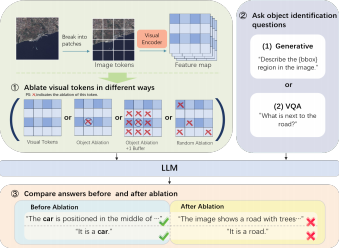 Break into
patches
Visual
Encoder
Image tokens
Feature map
① Ablate visual tokens in different ways
PS: X indicates the ablation of this token
or
or
or
Visual Tokens
Object Ablation
Object Ablation
+1 Buffer
Random Ablation
② Ask object identification
questions
(1) Generative
"Describe the [bbox]
region in the image."
or
(2) VQA
"What is next to the
road?"
LLM
③ Compare answers before and after ablation
Before Ablation
"The car is positioned in the middle of ···"
"It is a car."
After Ablation
"The image shows a road with trees···"
"It is a road."